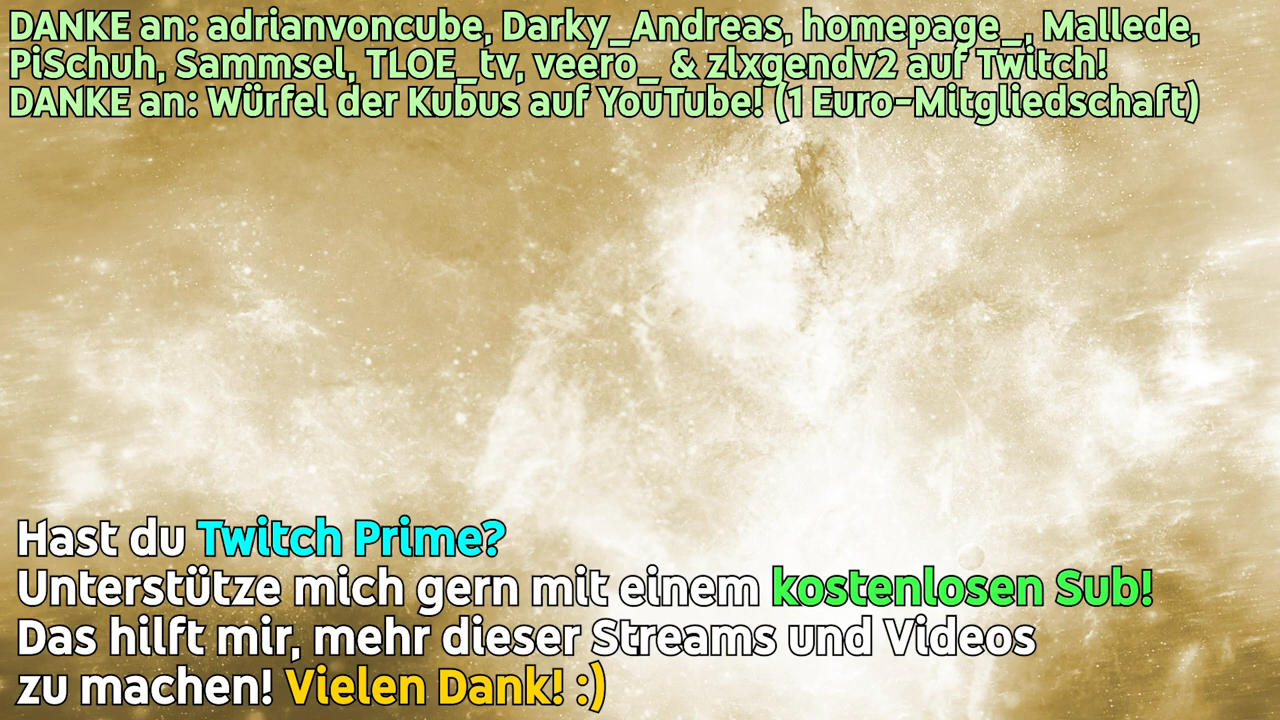 DANKE an: adrianvoncube, Darky_Andreas, homepage_, Mallede,
PiSchuh, Sammsel, TLOE_tv, veero_ & zlxgendv2 auf Twitch!
DANKE an: Würfel der Kubus auf YouTube! (1 Euro-Mitgliedschaft)
Hast du Twitch Prime?
Unterstütze mich gern mit einem kostenlosen Sub!
Das hilft mir, mehr dieser Streams und Videos
zu machen! Vielen Dank! :)